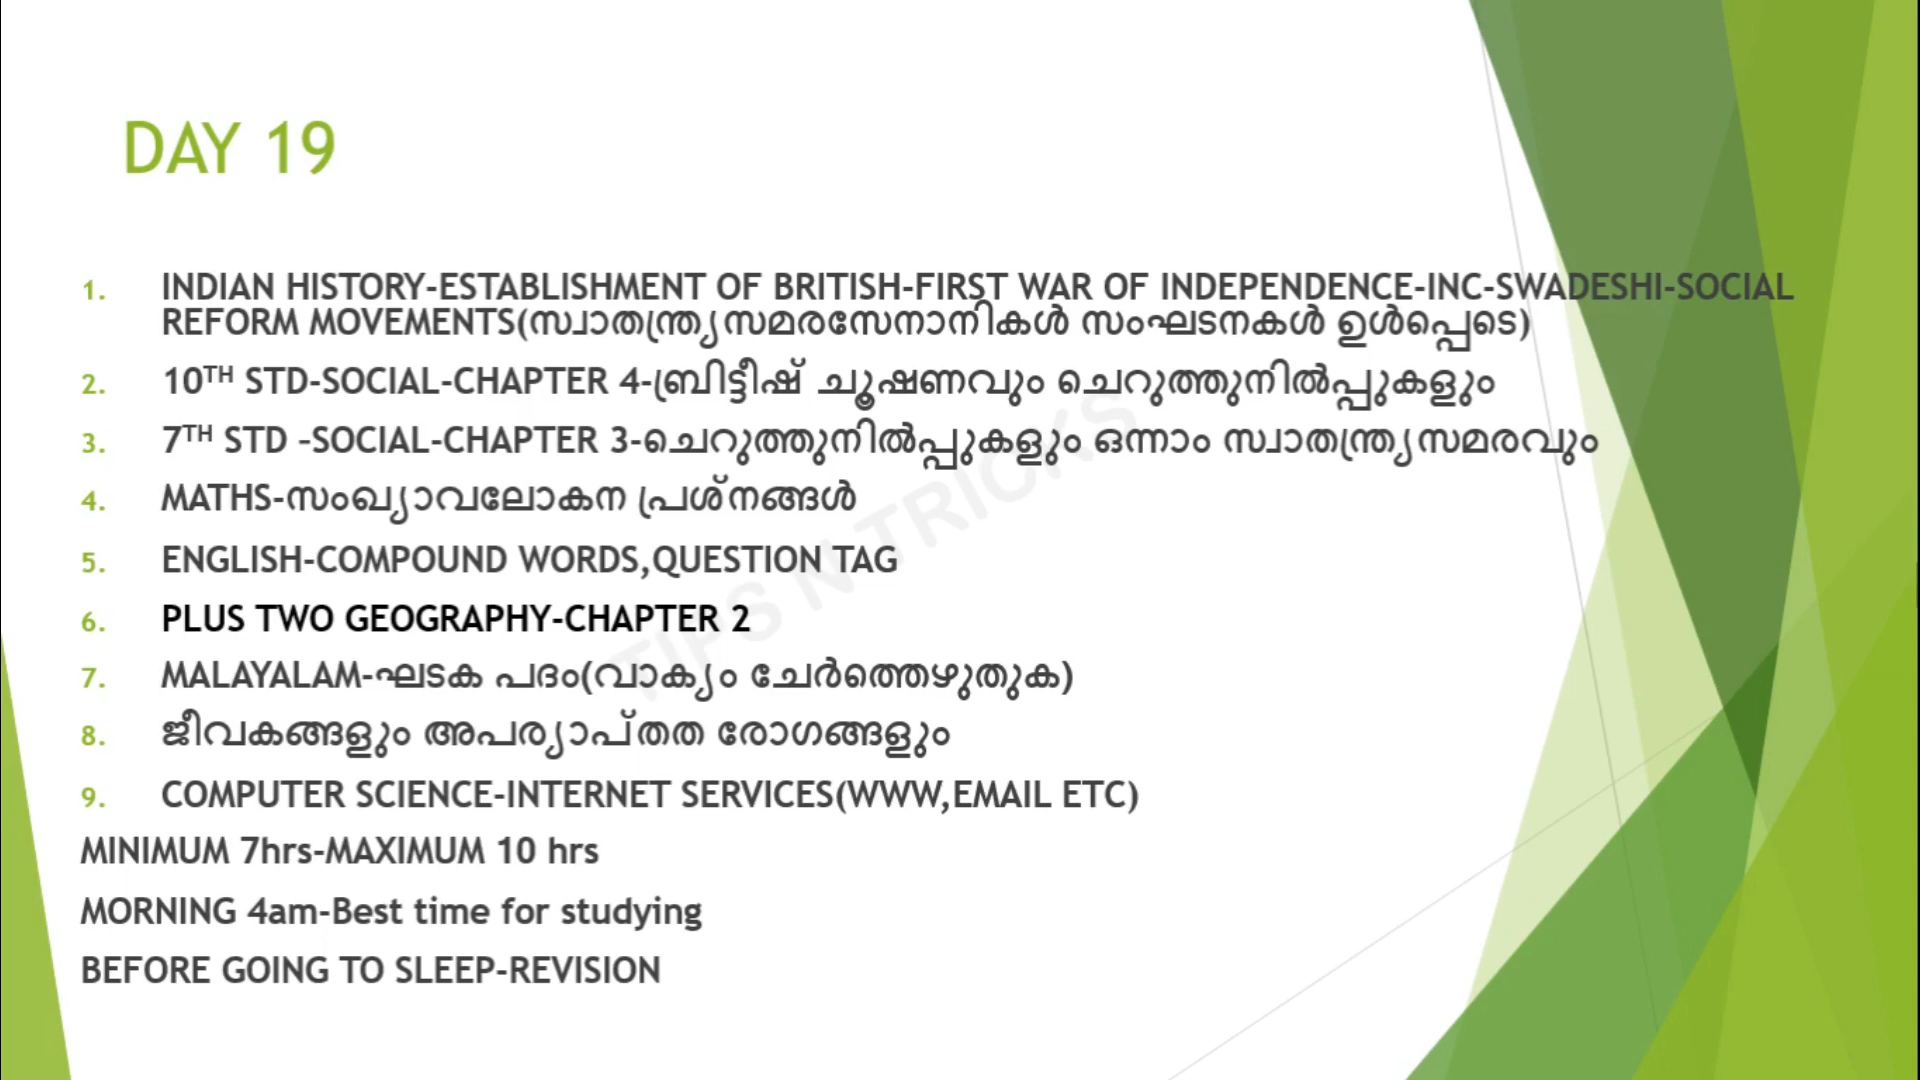 DAY 19
1. INDIAN HISTORY-ESTABLISHMENT OF BRITISH-FIRST WAR OF INDEPENDENCE-INC-SWADESHI-SOCIAL
REFORM MOVEMENTS(സ്വാതന്ത്ര്യസമരസേനാനികൾ സംഘടനകൾ ഉൾപ്പെടെ)
2. 10TH STD-SOCIAL-CHAPTER 4-ബ്രിട്ടീഷ് ചൂഷണവും ചെറുത്തുനിൽപ്പുകളും
3. 7TH STD –SOCIAL-CHAPTER 3-ചെറുത്തുനിൽപ്പുകളും ഒന്നാം സ്വാതന്ത്ര്യസമരവും
4. MATHS-സംഖ്യാവലോകന പ്രശ്നങ്ങൾ
5. ENGLISH-COMPOUND WORDS,QUESTION TAG
6. PLUS TWO GEOGRAPHY-CHAPTER 2
7. MALAYALAM-ഘടക പദം(വാക്യം ചേർത്തെഴുതുക)
8. ജീവകങ്ങളും അപര്യാപ്തത രോഗങ്ങളും
9. COMPUTER SCIENCE-INTERNET SERVICES(WWW,EMAIL ETC)
MINIMUM 7hrs-MAXIMUM 10 hrs
MORNING 4am-Best time for studying
BEFORE GOING TO SLEEP-REVISION
TIPS N TRICKS